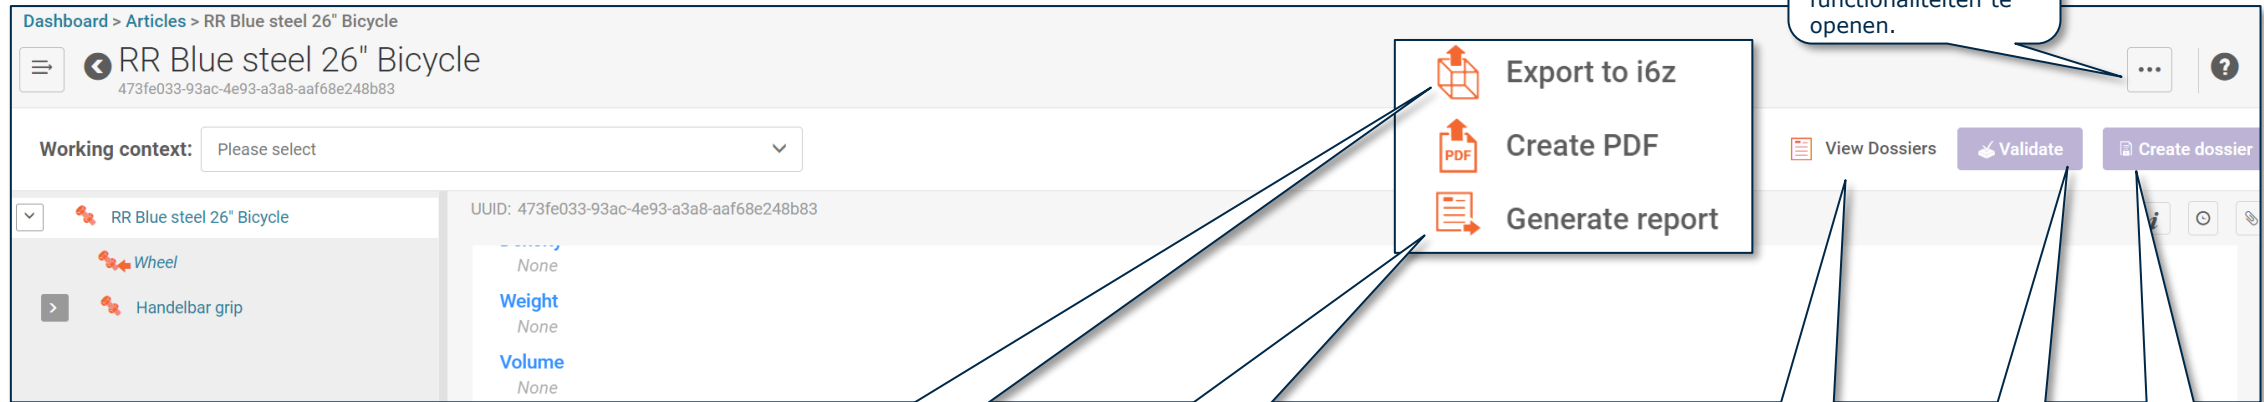 functionaliteiten te
openen.
Dashboard > Articles > RR Blue steel 26" Bicycle
RR Blue steel 26" Bicycle
473fe033-93ac-4e93-a3a8-aaf68e248b83
Export to i6z
PDF
Create PDF
Generate report
Working context:
Please select
View Dossiers
Validate
Create dossier
RR Blue steel 26" Bicycle
Wheel
Handelbar grip
UUID: 473fe033-93ac-4e93-a3a8-aaf68e248b83
None
Weight
None
Volume
None